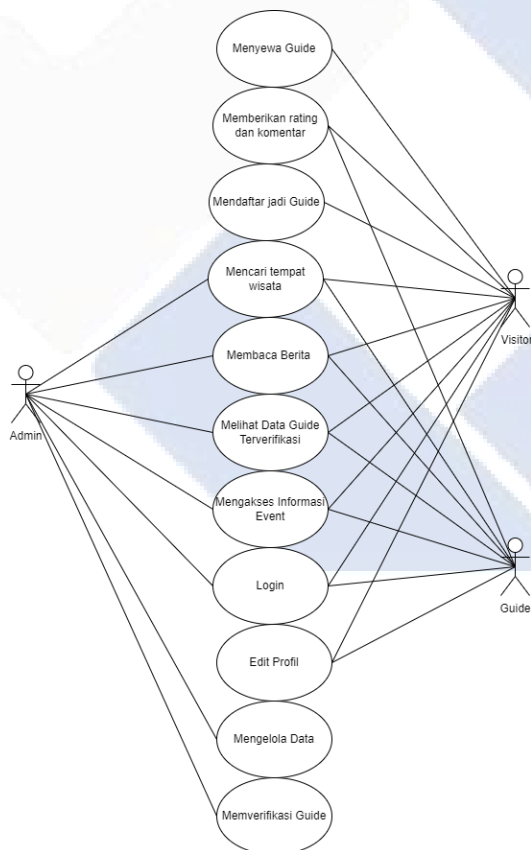 Menyewa Guide
Memberikan rating
dan komentar
Mendaftar jadi Guide
Mencari tempat
wisata
Visitor
Membaca Berita
Admin
Melihat Data Guide
Terverifikasi
Mengakses Informasi
Event
Login
Guide
Edit Profil
Mengelola Data
Memverifikasi Guide